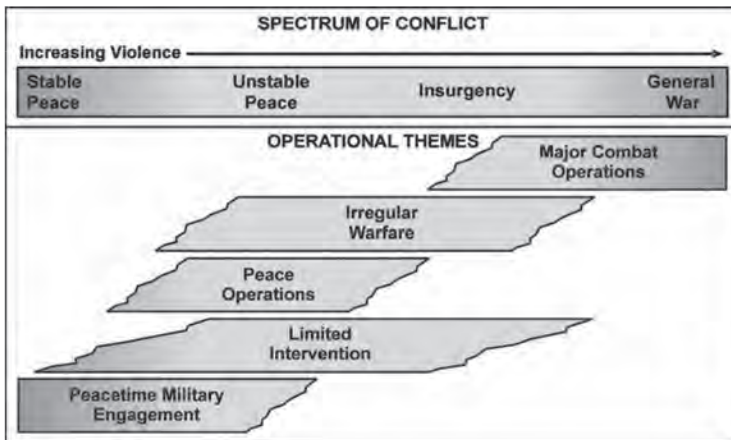 SPECTRUM OF CONFLICT
Increasing Violence
Stable
Peace
Unstable
Peace
Insurgency
General
War
OPERATIONAL THEMES
Major Combat
Operations
Irregular
Warfare
Peace
Operations
Limited
Intervention
Peacetime Military
Engagement